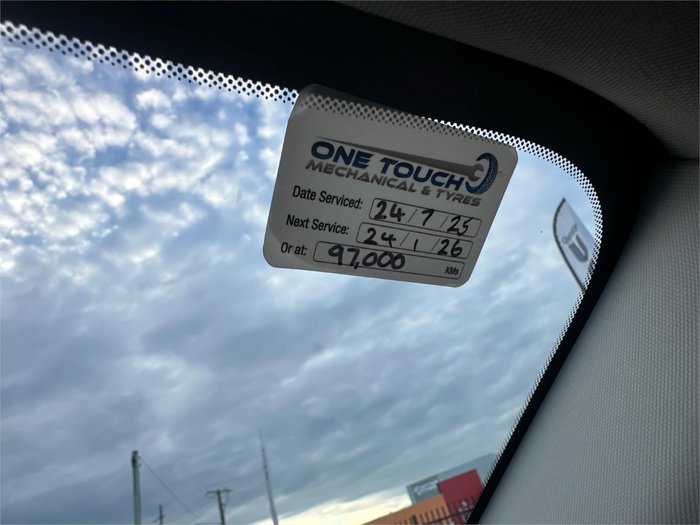 ONE TOUCH
MECHANICAL & TYRES
Date Serviced: 24/7/25
Next Service: 24/1/26
Or at: 97,000 KMs